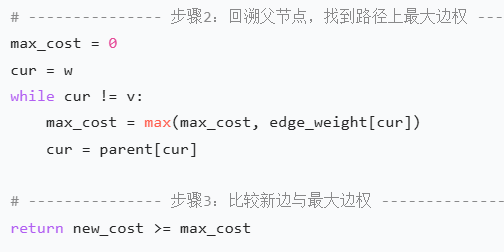 # --------------- 步骤2：回溯父节点，找到路径上最大边权 ---
max_cost = 0
cur = w
while cur != v:
    max_cost = max(max_cost, edge_weight[cur])
    cur = parent[cur]
# --------------- 步骤3：比较新边与最大边权 --------------
return new_cost >= max_cost